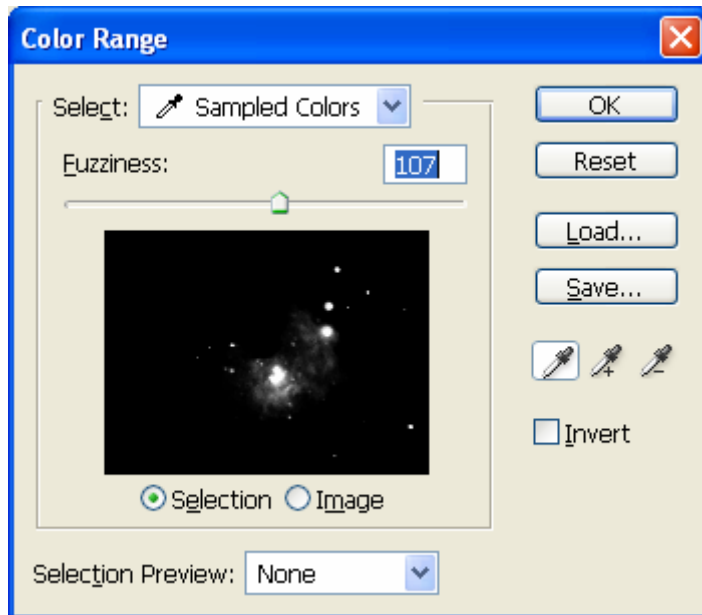 Color Range
Select: Sampled Colors
OK
Fuzziness: 107
Reset
Load...
Save...
Invert
Selection Image
Selection Preview: None